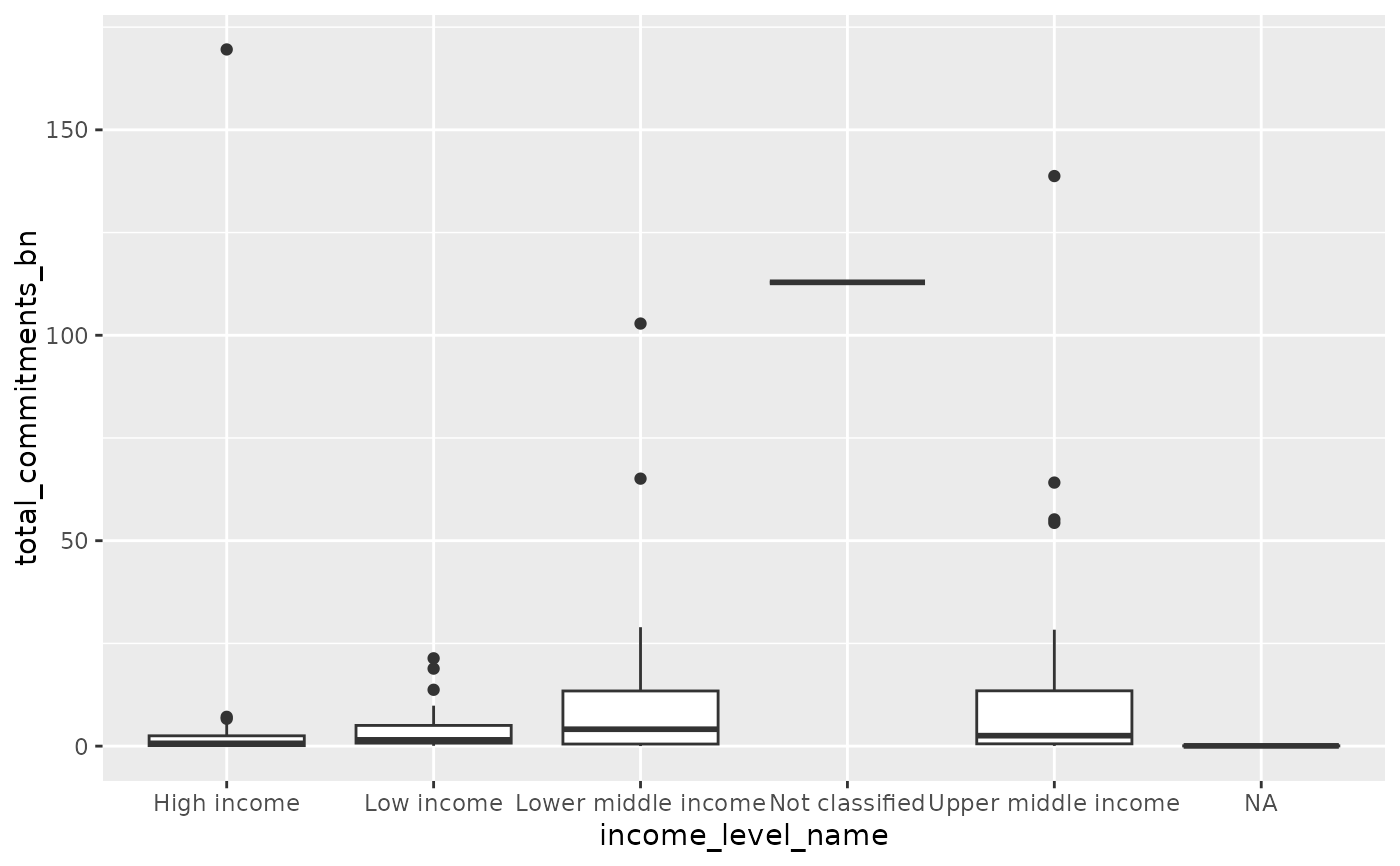 total_commitments_bn
150
100
50
0
High income Low income Lower middle income Not classified Upper middle income NA
income_level_name